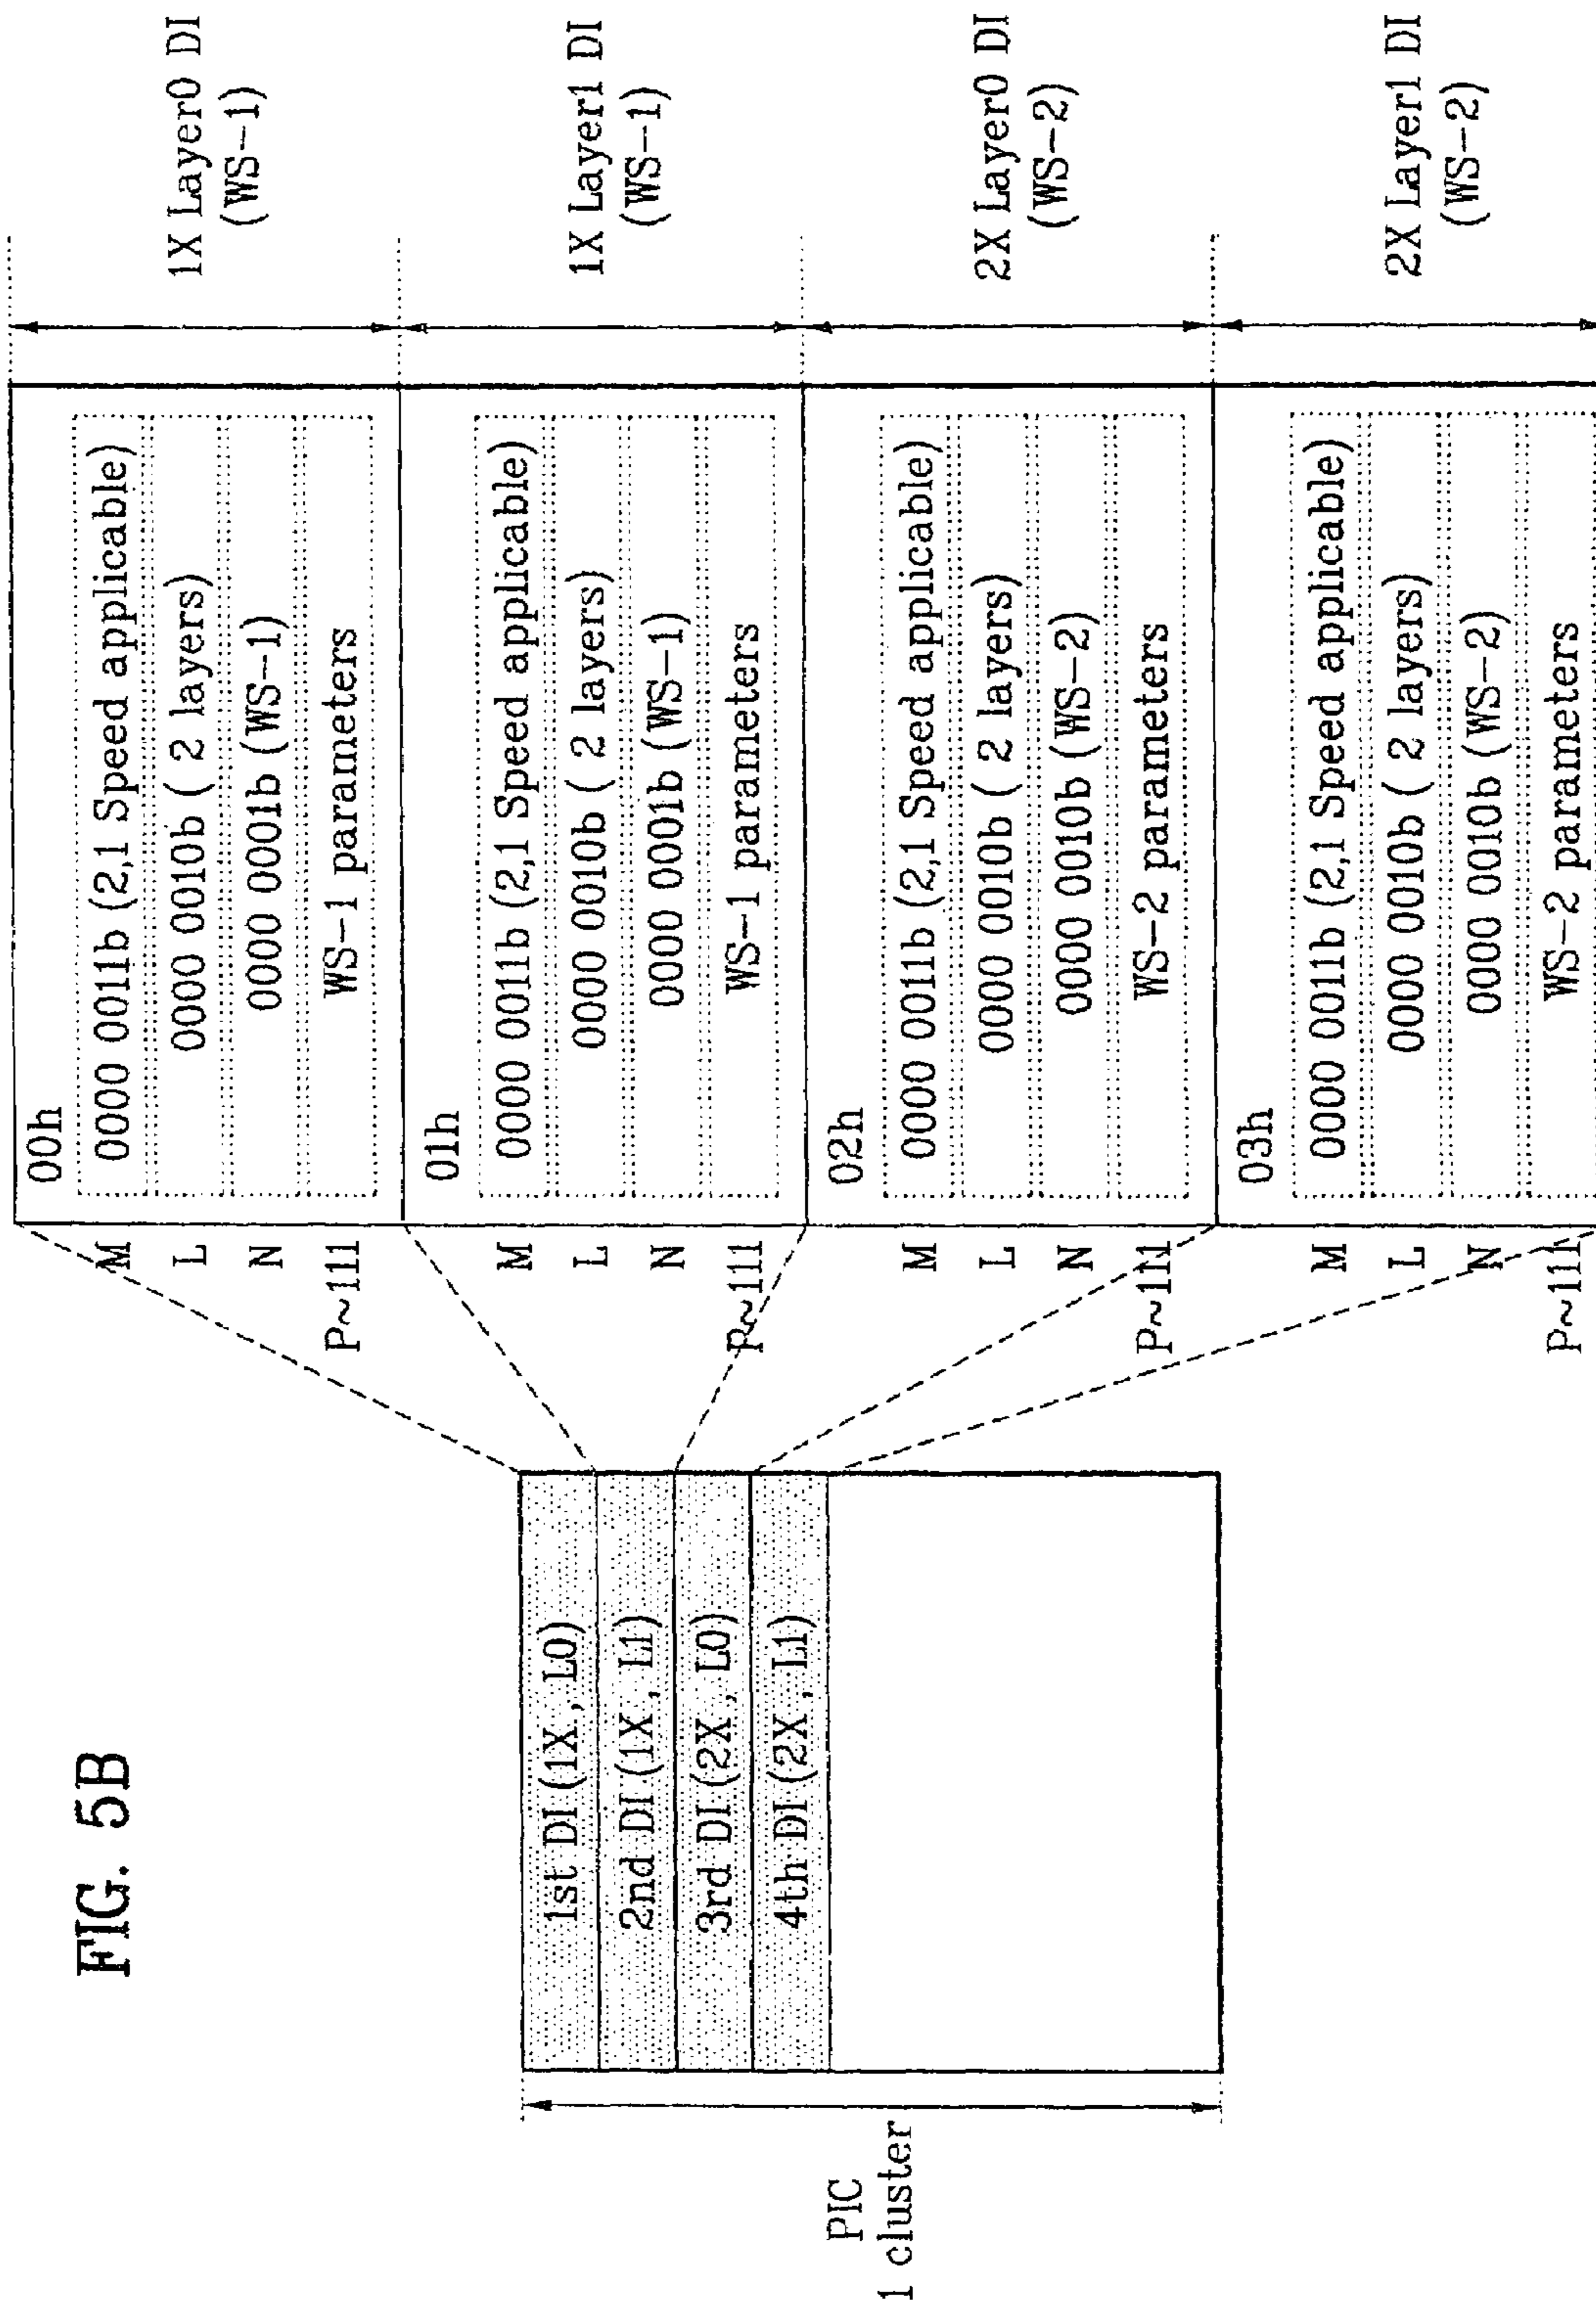 FIG. 5B
PIC
1 cluster
1st DI (1X , L0)
2nd DI (1X , L1)
3rd DI (2X , L0)
4th DI (2X , L1)
00h
M
0000 0011b (2,1 Speed applicable)
L
0000 0010b ( 2 layers)
N
0000 0001b (WS-1)
P~111
WS-1 parameters
1X Layer0 DI
(WS-1)
01h
M
0000 0011b (2,1 Speed applicable)
L
0000 0010b ( 2 layers)
N
0000 0001b (WS-1)
P~111
WS-1 parameters
1X Layer1 DI
(WS-1)
02h
M
0000 0011b (2,1 Speed applicable)
L
0000 0010b ( 2 layers)
N
0000 0010b (WS-2)
P~111
WS-2 parameters
2X Layer0 DI
(WS-2)
03h
M
0000 0011b (2,1 Speed applicable)
L
0000 0010b ( 2 layers)
N
0000 0010b (WS-2)
P~111
WS-2 parameters
2X Layer1 DI
(WS-2)